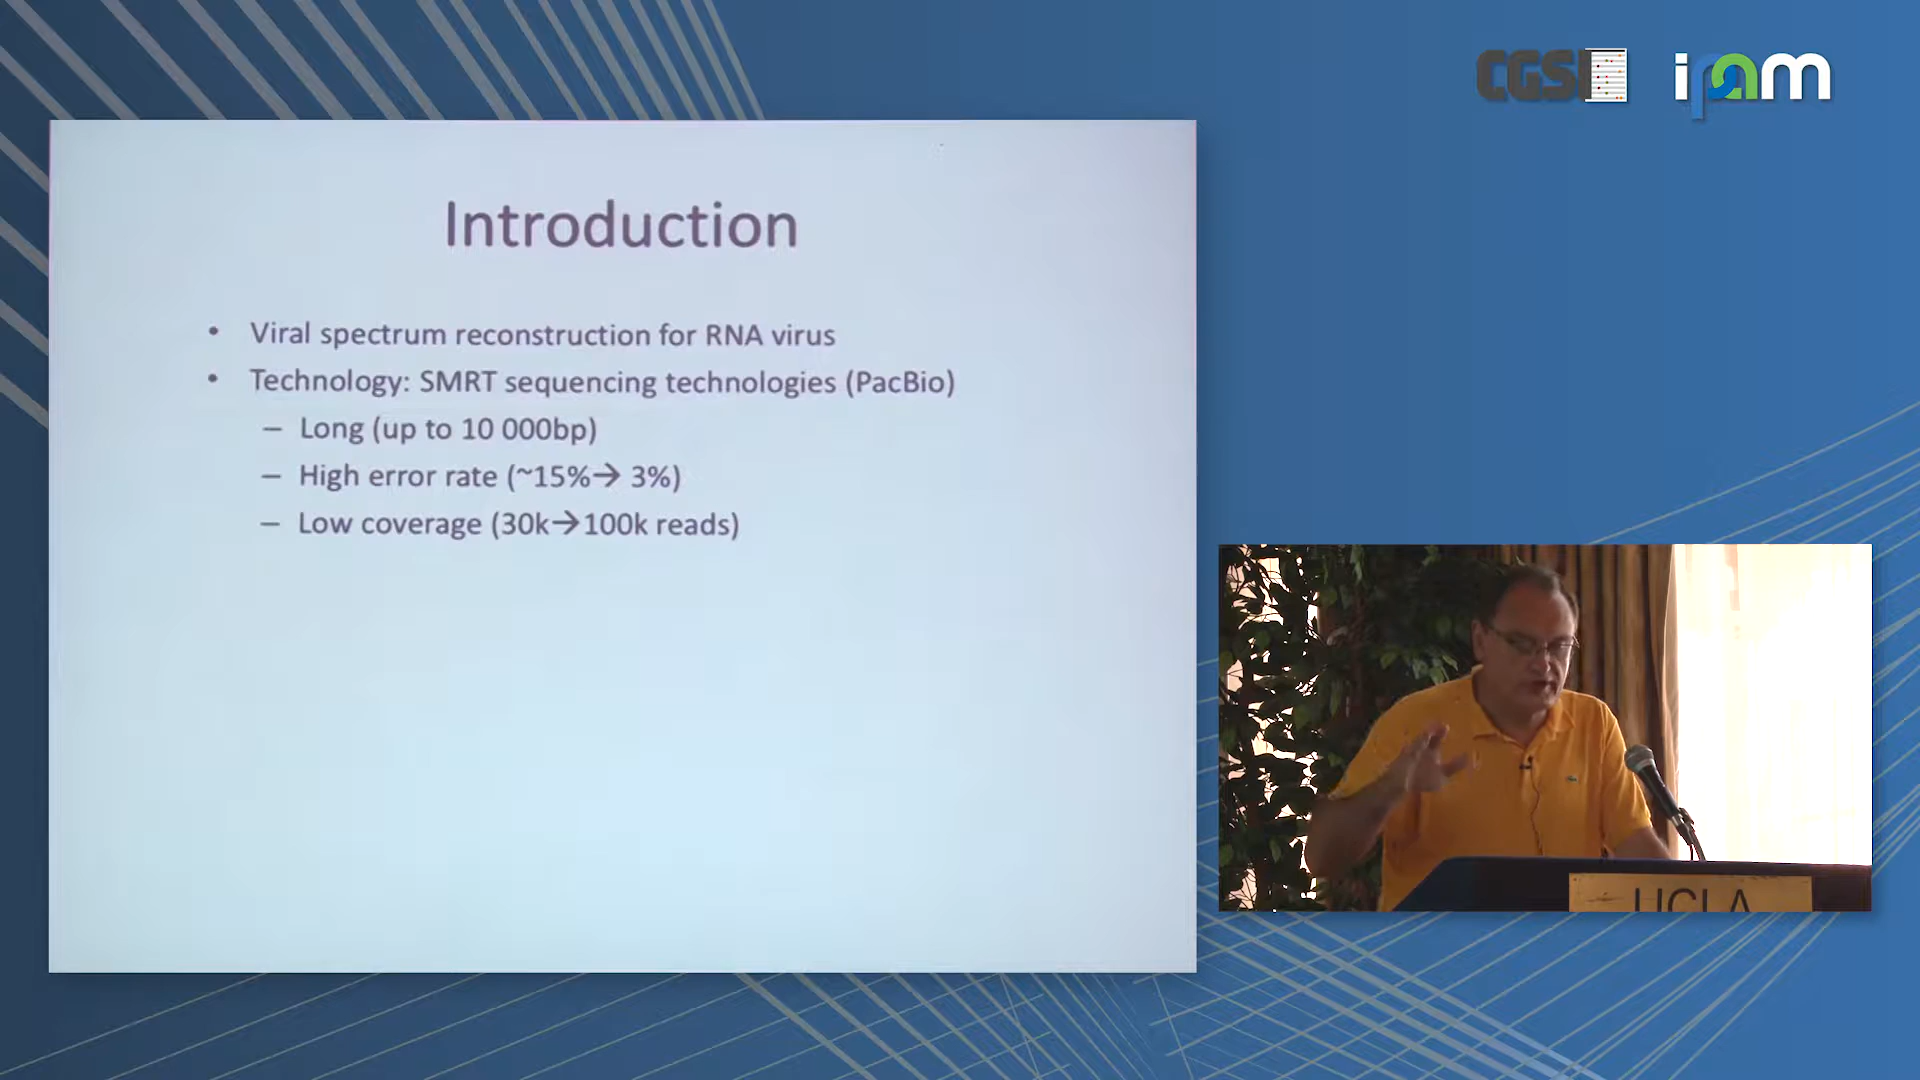 CGSI
ipam
Introduction
• Viral spectrum reconstruction for RNA virus
• Technology: SMRT sequencing technologies (PacBio)
– Long (up to 10 000bp)
– High error rate (~15%→ 3%)
– Low coverage (30k→100k reads)
UCLA